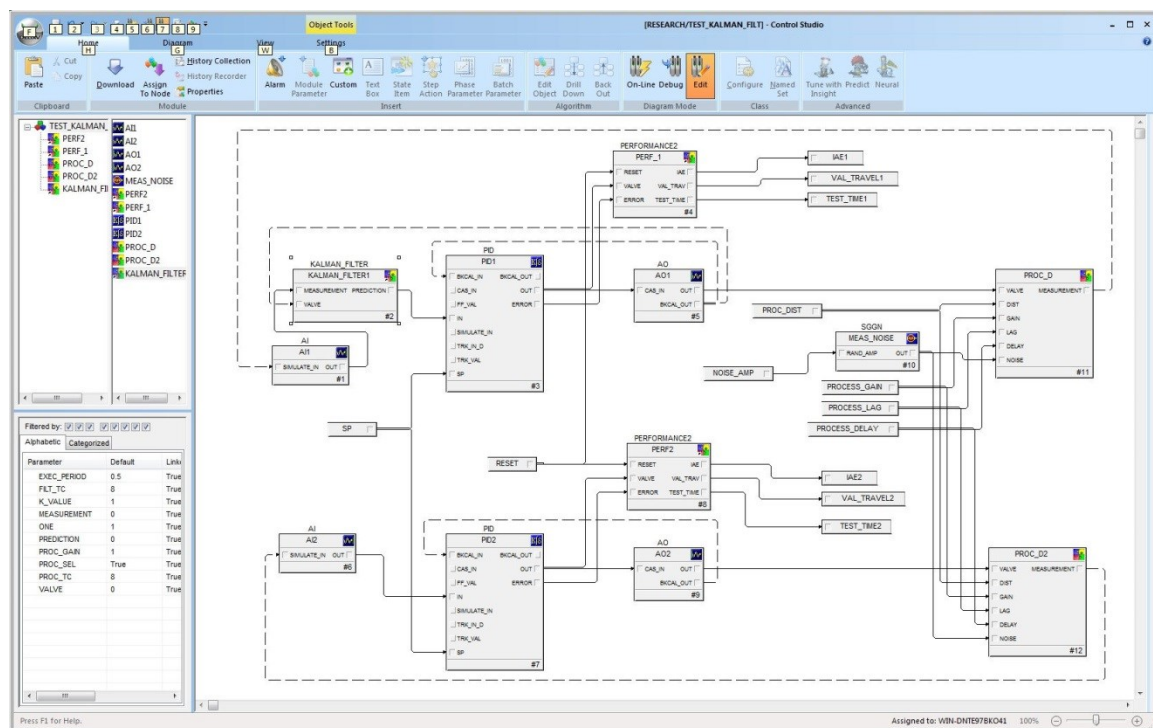 Object Tools
[RESEARCH/TEST_KALMAN_FILT] - Control Studio
F
1 2 3 4 5 6 7 8 9
Home Diagram View Settings
H G W B
Paste
Cut
Copy
Clipboard
Download
Assign To Node
History Collection
History Recorder
Properties
Module
Alarm
Module Parameter
Custom
Text Box
State Item
Step Action
Phase Parameter
Batch Parameter
Insert
Edit Object
Drill Down
Back Out
Algorithm
On-Line
Debug
Edit
Diagram Mode
Configure
Named Set
Class
Tune with Insight
Predict
Neural
Advanced
TEST_KALMAN_
PERF2
PERF_1
PROC_D
PROC_D2
KALMAN_FII
AI1
AI2
AO1
AO2
MEAS_NOISE
PERF2
PERF_1
PID1
PID2
PROC_D
PROC_D2
KALMAN_FILTER
Filtered by:
Alphabetic Categorized
Parameter Default Linke
EXEC_PERIOD 0.5 True
FILT_TC 8 True
K_VALUE 1 True
MEASUREMENT 0 True
ONE 1 True
PREDICTION 0 True
PROC_GAIN 1 True
PROC_SEL True True
PROC_TC 8 True
VALVE 0 True
PERFORMANCE2
PERF_1
RESET IAE
VALVE VAL_TRAV
ERROR TEST_TIME
#4
IAE1
VAL_TRAVEL1
TEST_TIME1
KALMAN_FILTER
KALMAN_FILTER1
MEASUREMENT PREDICTION
VALVE
#2
AI
AI1
SIMULATE_IN OUT
#1
PID
PID1
BKCAL_IN BKCAL_OUT
CAS_IN OUT
FF_VAL ERROR
IN
SIMULATE_IN
TRK_IN_D
TRK_VAL
SP
#3
AO
AO1
CAS_IN OUT
BKCAL_OUT
#5
PROC_DIST
SGGN
MEAS_NOISE
RAND_AMP OUT
#10
NOISE_AMP
PROCESS_GAIN
PROCESS_LAG
PROCESS_DELAY
PROC_D
VALVE MEASUREMENT
DIST
GAIN
LAG
DELAY
NOISE
#11
SP
RESET
PERFORMANCE2
PERF2
RESET IAE
VALVE VAL_TRAV
ERROR TEST_TIME
#8
IAE2
VAL_TRAVEL2
TEST_TIME2
AI
AI2
SIMULATE_IN OUT
#6
PID
PID2
BKCAL_IN BKCAL_OUT
CAS_IN OUT
FF_VAL ERROR
IN
SIMULATE_IN
TRK_IN_D
TRK_VAL
SP
#7
AO
AO2
CAS_IN OUT
BKCAL_OUT
#9
PROC_D2
VALVE MEASUREMENT
DIST
GAIN
LAG
DELAY
NOISE
#12
Press F1 for Help.
Assigned to: WIN-DNTE97BKO41 100%